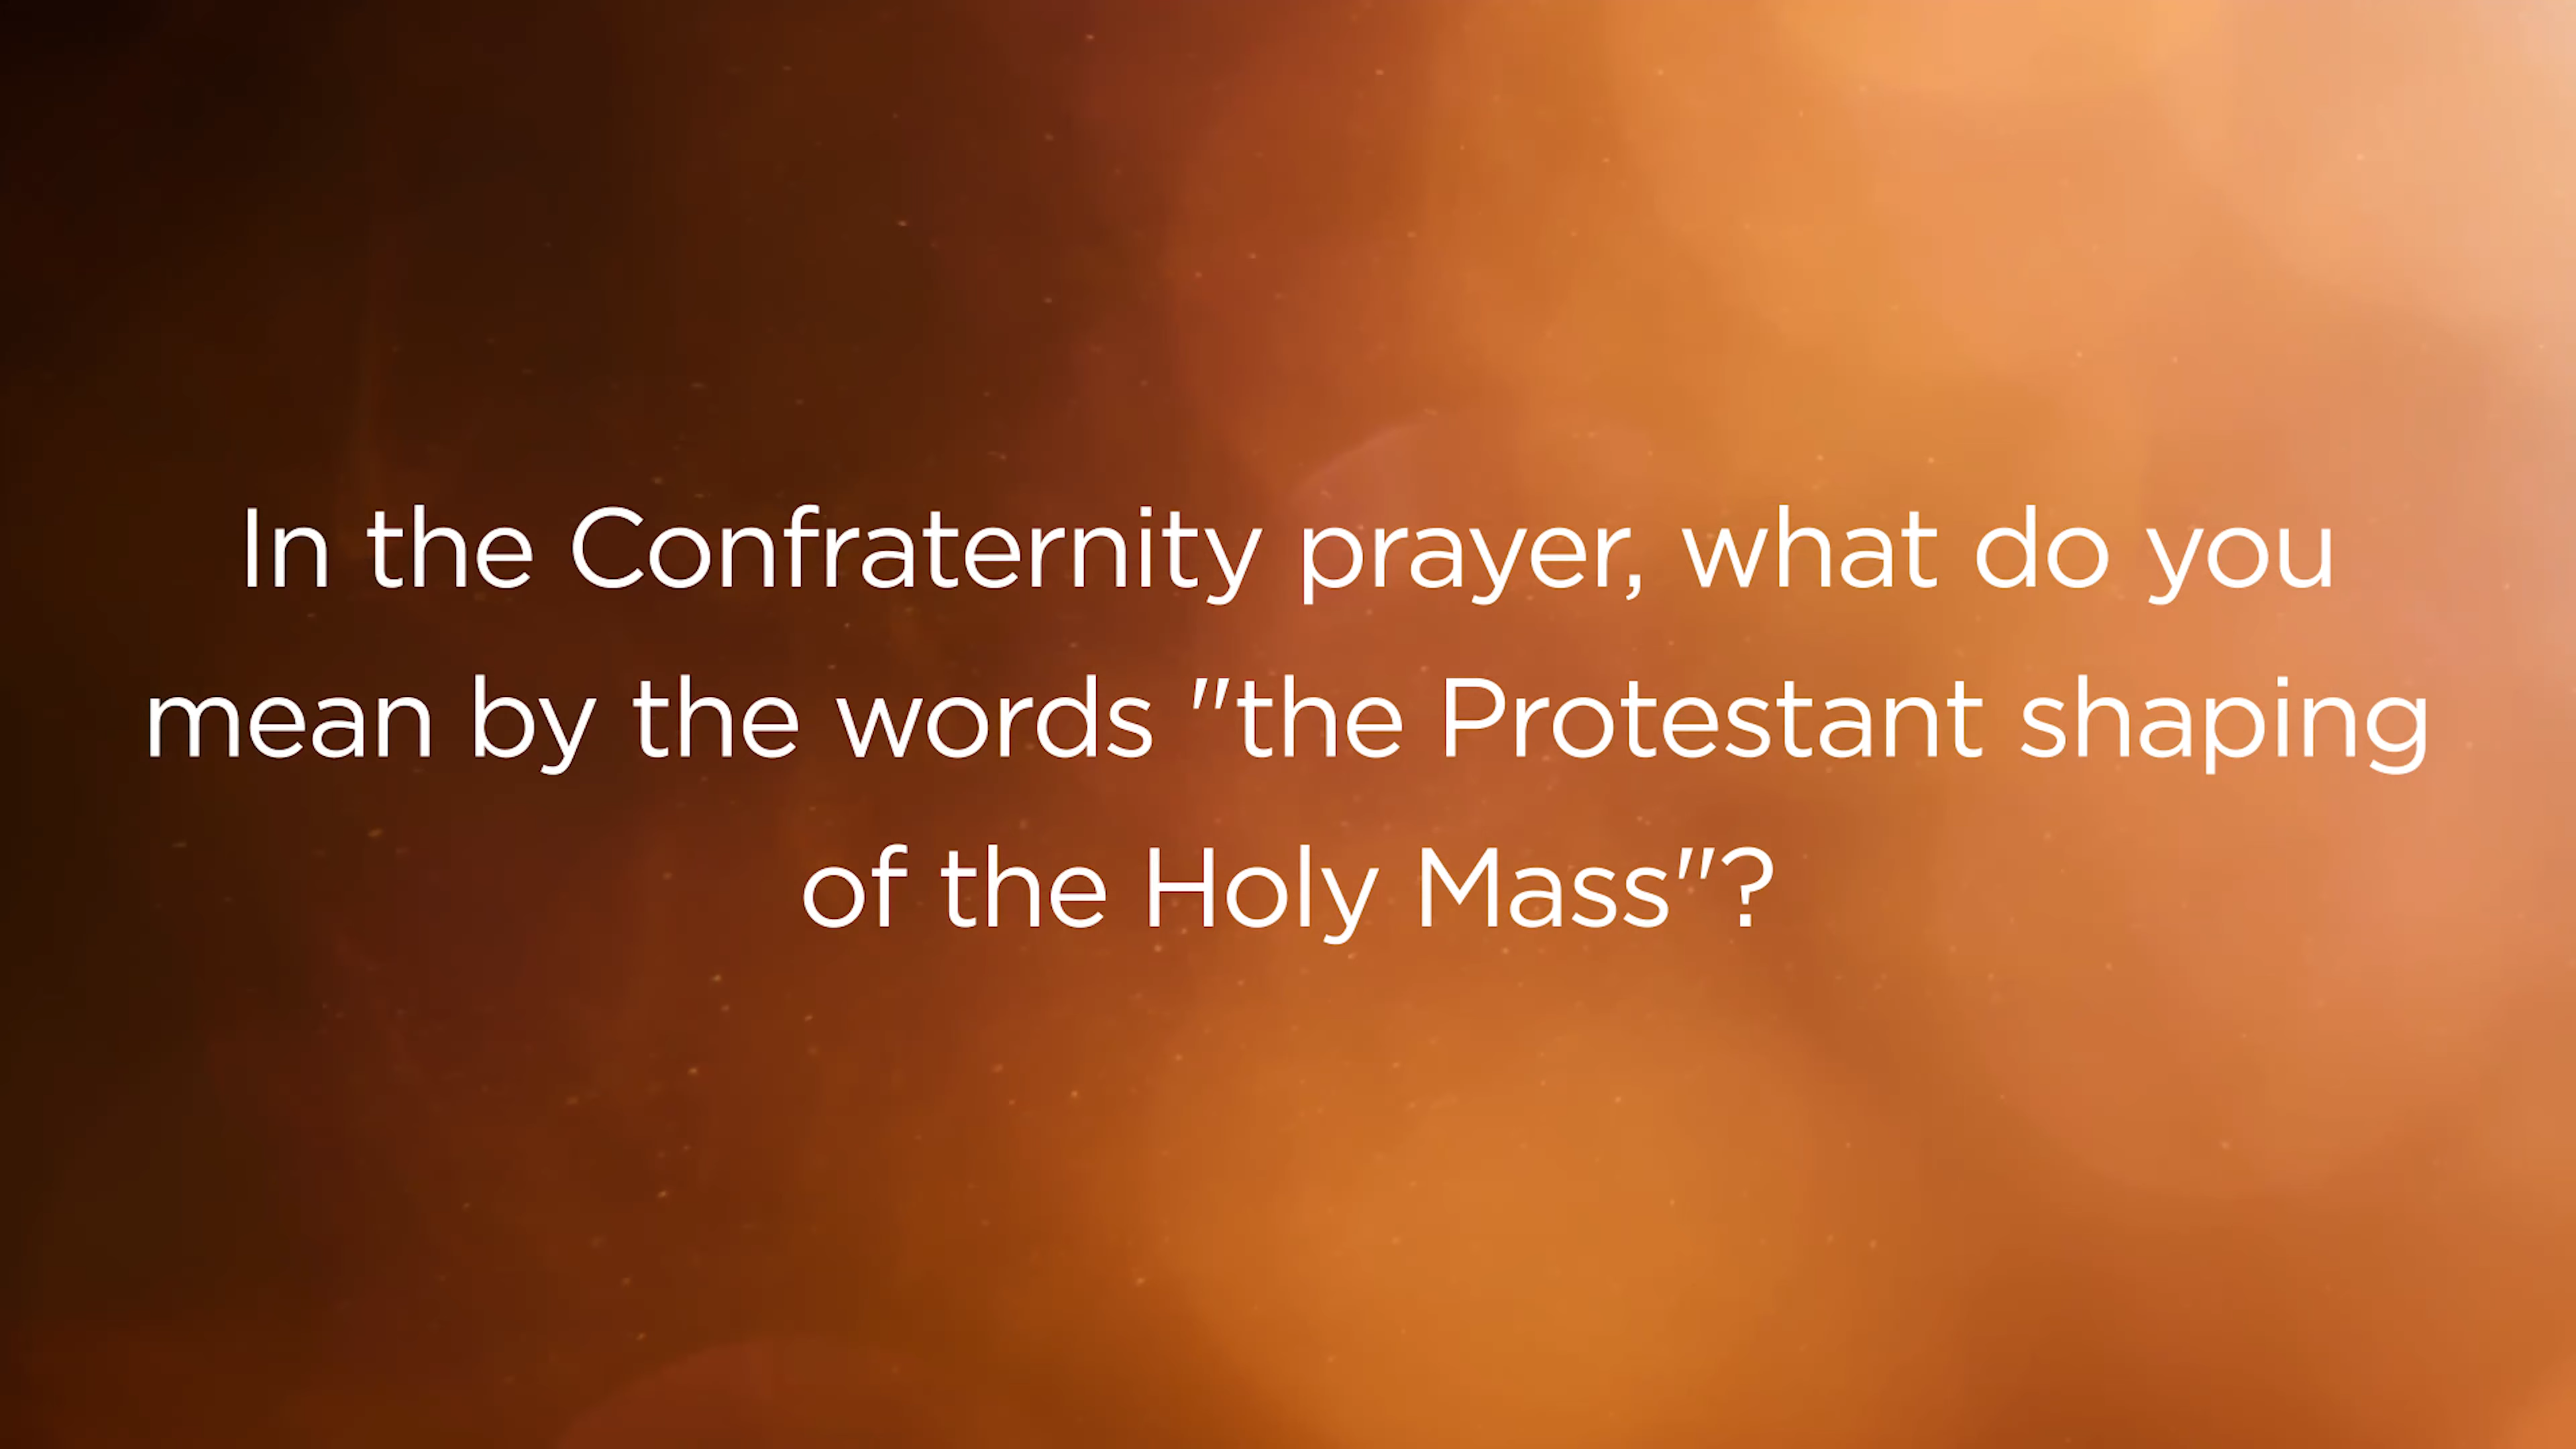 In the Confraternity prayer, what do you
mean by the words "the Protestant shaping
of the Holy Mass"?